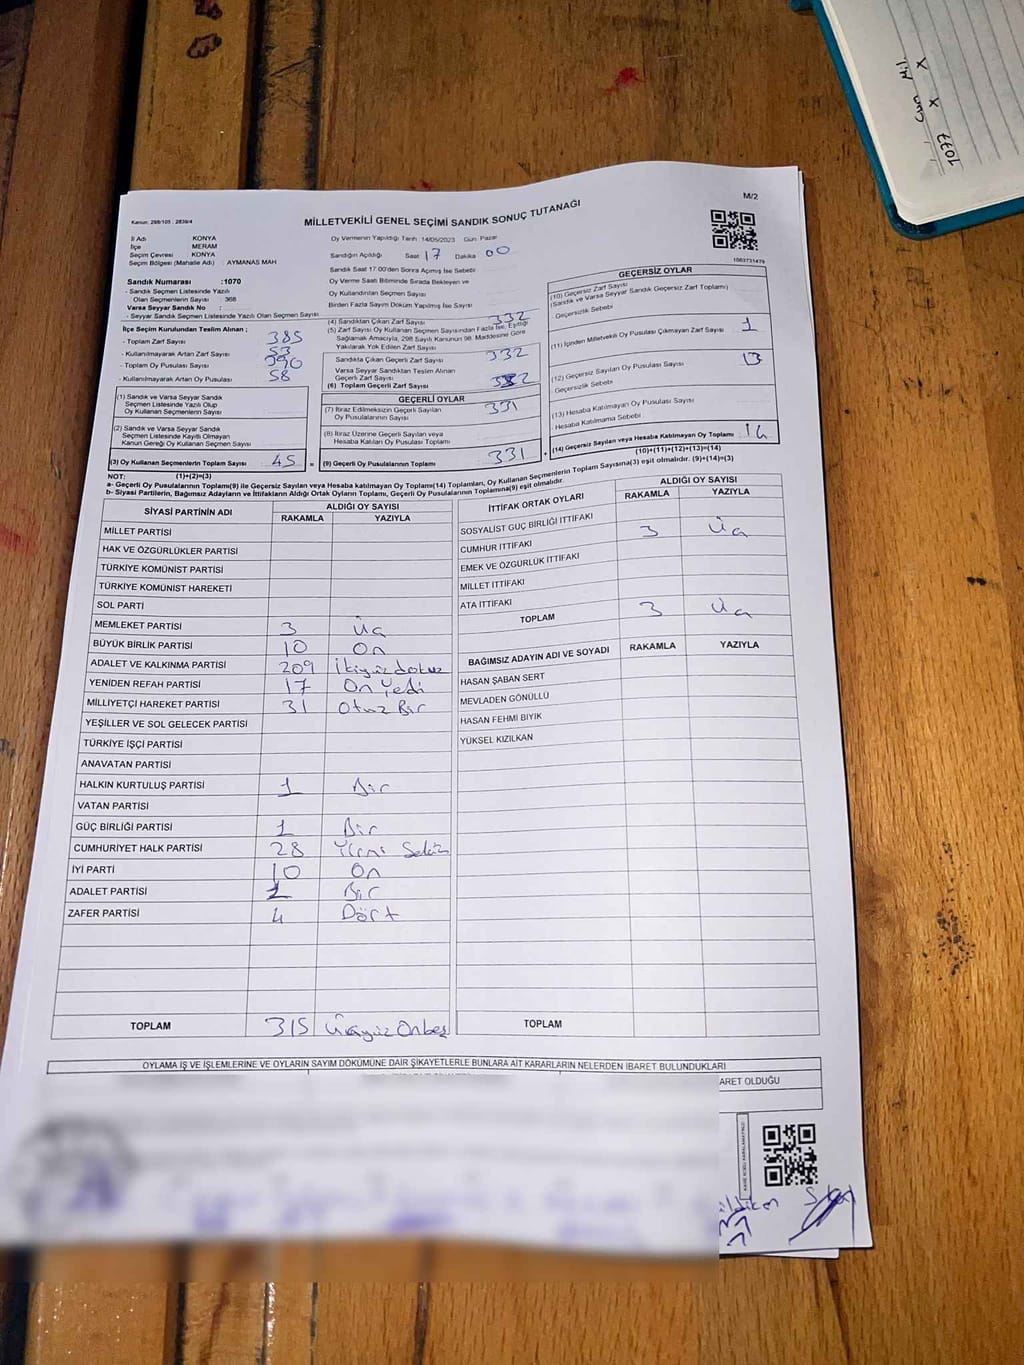 Cum Mil.
1077 X X
M/2
Kanun: 298/105 : 2839/4
MİLLETVEKİLİ GENEL SEÇİMİ SANDIK SONUÇ TUTANAĞI
İl Adı KONYA
İlçe MERAM
Seçim Çevresi KONYA
Seçim Bölgesi (Mahalle Adı) : AYMANAS MAH
Sandık Numarası :1070
- Sandık Seçmen Listesinde Yazılı
Olan Seçmenlerin Sayısı : 368
Varsa Seyyar Sandık No :
- Seyyar Sandık Seçmen Listesinde Yazılı Olan Seçmen Sayısı
Oy Vermenin Yapıldığı Tarih :14/05/2023 Gün: Pazar
Sandığın Açıldığı Saat 17 Dakika 00
Sandık Saat 17:00'den Sonra Açılmış İse Sebebi
Oy Verme Saati Bitiminde Sırada Bekleyen ve
Oy Kullandırılan Seçmen Sayısı
Birden Fazla Sayım Döküm Yapılmış İse Sayısı
İlçe Seçim Kurulundan Teslim Alınan ;
- Toplam Zarf Sayısı 385
- Kullanılmayarak Artan Zarf Sayısı 53
- Toplam Oy Pusulası Sayısı 390
- Kullanılmayarak Artan Oy Pusulası 58
(1) Sandık ve Varsa Seyyar Sandık
Seçmen Listesinde Yazılı Olup
Oy Kullanan Seçmenlerin Sayısı
(2) Sandık ve Varsa Seyyar Sandık
Seçmen Listesinde Kayıtlı Olmayan
Kanun Gereği Oy Kullanan Seçmen Sayısı
(3) Oy Kullanan Seçmenlerin Toplam Sayısı 45
(1)+(2)=(3)
(4) Sandıktan Çıkan Zarf Sayısı 332
(5) Zarf Sayısı Oy Kullanan Seçmen Sayısından Fazla İse, Eşitliği
Sağlamak Amacıyla, 298 Sayılı Kanunun 98. Maddesine Göre
Yakılarak Yok Edilen Zarf Sayısı
Sandıkta Çıkan Geçerli Zarf Sayısı 332
Varsa Seyyar Sandıktan Teslim Alınan
Geçerli Zarf Sayısı
(6) Toplam Geçerli Zarf Sayısı 332
GEÇERLİ OYLAR
(7) İtiraz Edilmeksizin Geçerli Sayılan
Oy Pusulalarının Sayısı 331
(8) İtiraz Üzerine Geçerli Sayılan veya
Hesaba Katılan Oy Pusulası Toplamı
= (9) Geçerli Oy Pusulalarının Toplamı 331
GEÇERSİZ OYLAR
(10) Geçersiz Zarf Sayısı
(Sandık ve Varsa Seyyar Sandık Geçersiz Zarf Toplamı)
Geçersizlik Sebebi
(11) İçinden Milletvekili Oy Pusulası Çıkmayan Zarf Sayısı 1
(12) Geçersiz Sayılan Oy Pusulası Sayısı 13
Geçersizlik Sebebi
(13) Hesaba Katılmayan Oy Pusulası Sayısı
Hesaba Katılmama Sebebi
+ (14) Geçersiz Sayılan veya Hesaba Katılmayan Oy Toplamı 14
(10)+(11)+(12)+(13)=(14)
NOT:
a- Geçerli Oy Pusulalarının Toplamı(9) ile Geçersiz Sayılan veya Hesaba Katılmayan Oy Toplamı(14) Toplamları, Oy Kullanan Seçmenlerin Toplam Sayısına(3) eşit olmalıdır. (9)+(14)=(3)
b- Siyasi Partilerin, Bağımsız Adayların ve İttifakların Aldığı Ortak Oyların Toplamı, Geçerli Oy Pusulalarının Toplamına(9) eşit olmalıdır.
SİYASİ PARTİNİN ADI ALDIĞI OY SAYISI
RAKAMLA YAZIYLA
MİLLET PARTİSİ
HAK VE ÖZGÜRLÜKLER PARTİSİ
TÜRKİYE KOMÜNİST PARTİSİ
TÜRKİYE KOMÜNİST HAREKETİ
SOL PARTİ
MEMLEKET PARTİSİ 3 Üç
BÜYÜK BİRLİK PARTİSİ 10 On
ADALET VE KALKINMA PARTİSİ 209 İkiyüz dokuz
YENİDEN REFAH PARTİSİ 17 On Yedi
MİLLİYETÇİ HAREKET PARTİSİ 31 Otuz Bir
YEŞİLLER VE SOL GELECEK PARTİSİ
TÜRKİYE İŞÇİ PARTİSİ
ANAVATAN PARTİSİ
HALKIN KURTULUŞ PARTİSİ 1 Bir
VATAN PARTİSİ
GÜÇ BİRLİĞİ PARTİSİ 1 Bir
CUMHURİYET HALK PARTİSİ 28 Yirmi Sekiz
İYİ PARTİ 10 On
ADALET PARTİSİ 1 Bir
ZAFER PARTİSİ 4 Dört
TOPLAM 315 Üçyüz Onbeş
İTTİFAK ORTAK OYLARI ALDIĞI OY SAYISI
RAKAMLA YAZIYLA
SOSYALİST GÜÇ BİRLİĞİ İTTİFAKI
CUMHUR İTTİFAKI 3 Üç
EMEK VE ÖZGÜRLÜK İTTİFAKI
MİLLET İTTİFAKI
ATA İTTİFAKI
TOPLAM 3 Üç
BAĞIMSIZ ADAYIN ADI VE SOYADI RAKAMLA YAZIYLA
HASAN ŞABAN SERT
MEVLADEN GÖNÜLLÜ
HASAN FEHMİ BIYIK
YÜKSEL KIZILKAN
TOPLAM
OYLAMA İŞ VE İŞLEMLERİNE VE OYLARIN SAYIM DÖKÜMÜNE DAİR ŞİKAYETLERLE BUNLARA AİT KARARLARIN NELERDEN İBARET BULUNDUKLARI
ARET OLDUĞU